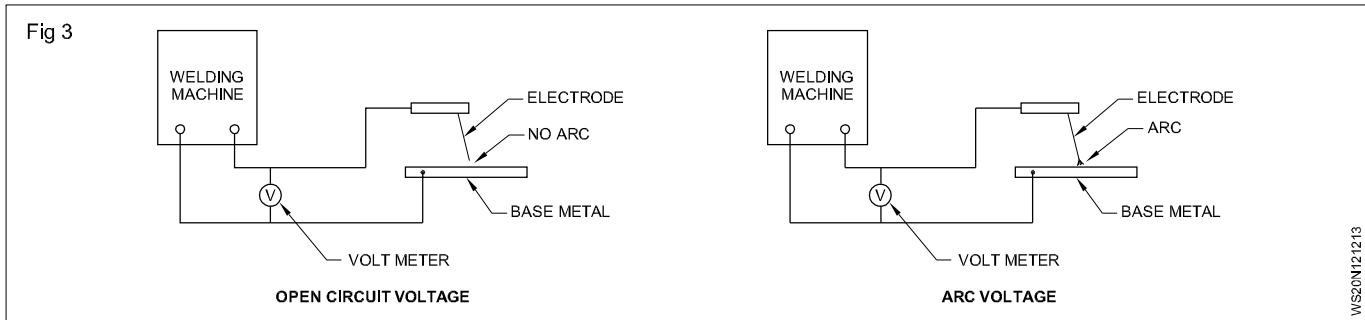 Fig 3
WELDING
MACHINE
ELECTRODE
NO ARC
V
BASE METAL
VOLT METER
OPEN CIRCUIT VOLTAGE
WELDING
MACHINE
ELECTRODE
ARC
V
BASE METAL
VOLT METER
ARC VOLTAGE
WS20N121213